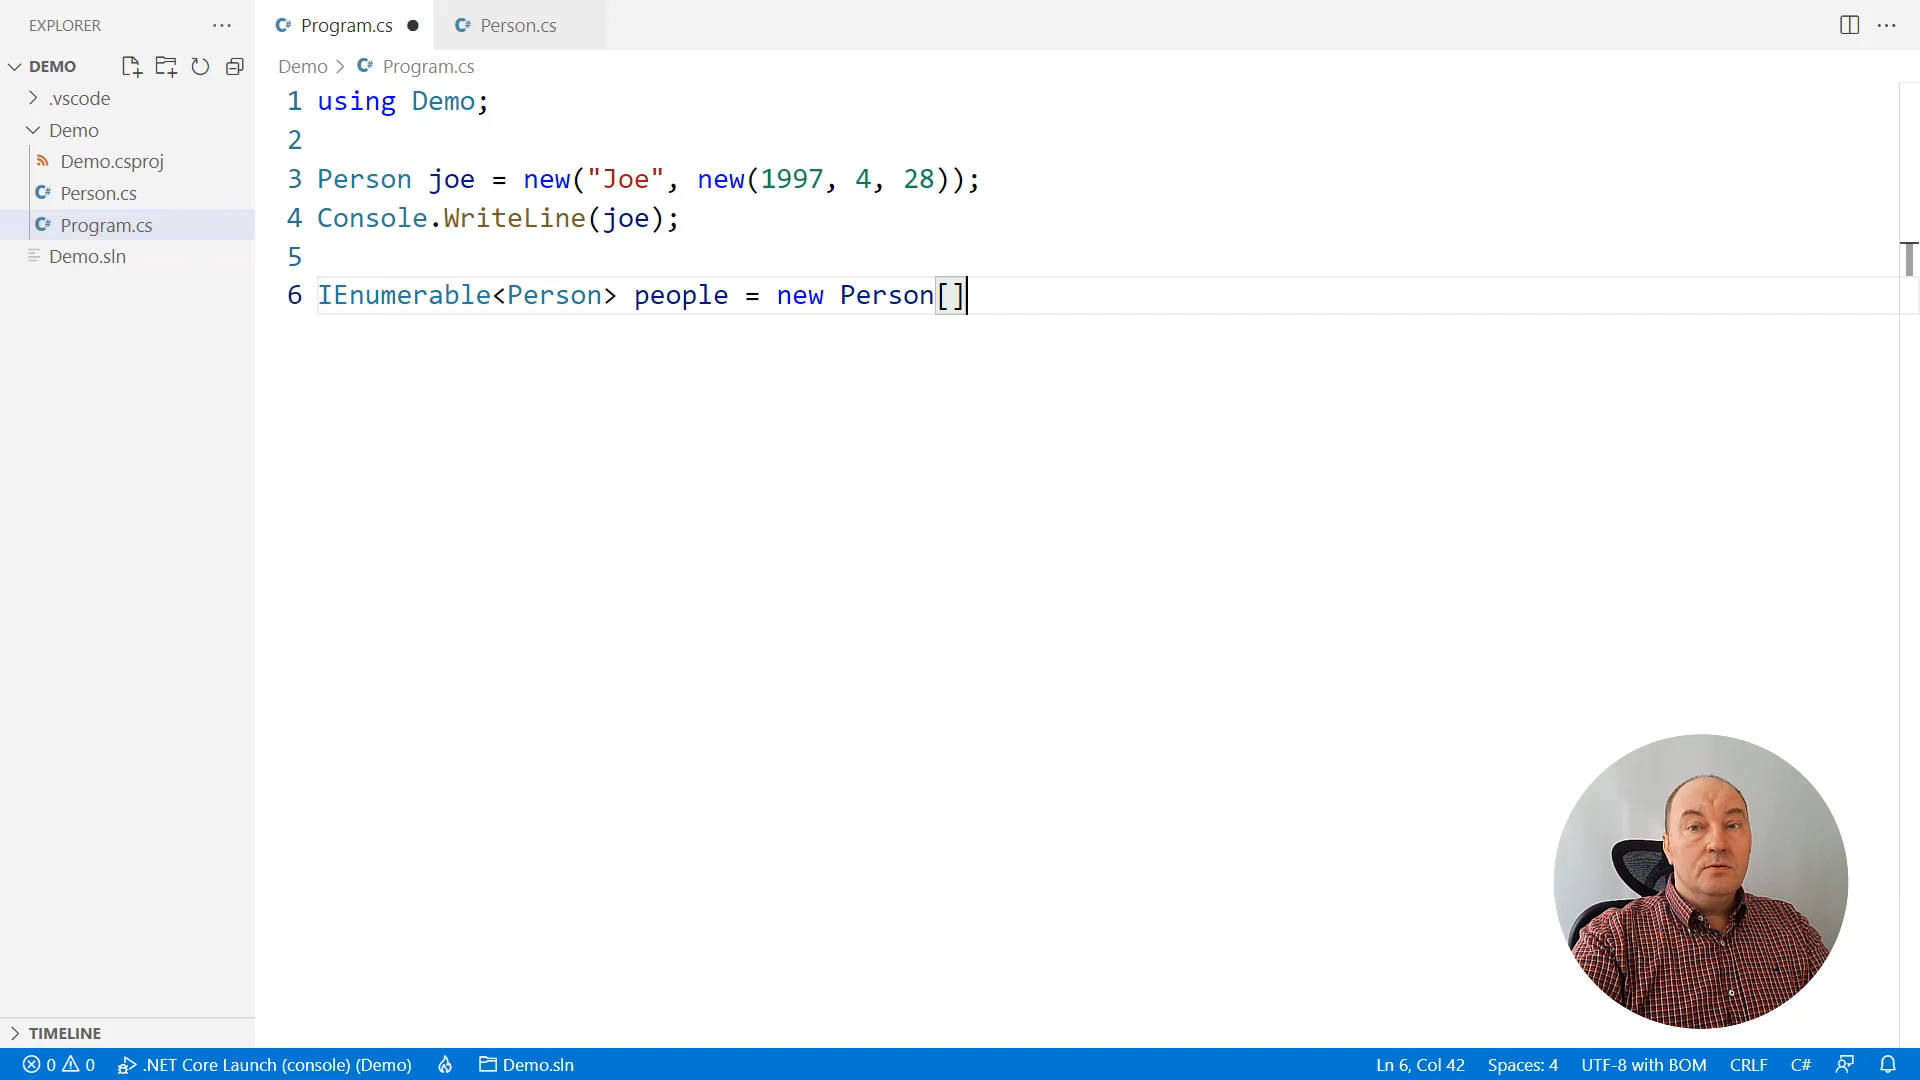 EXPLORER
DEMO
.vscode
Demo
Demo.csproj
Person.cs
Program.cs
Demo.sln
TIMELINE
Program.cs
Person.cs
Demo > Program.cs
1 using Demo;
2
3 Person joe = new("Joe", new(1997, 4, 28));
4 Console.WriteLine(joe);
5
6 IEnumerable<Person> people = new Person[]
0 0 .NET Core Launch (console) (Demo) Demo.sln Ln 6, Col 42 Spaces: 4 UTF-8 with BOM CRLF C#